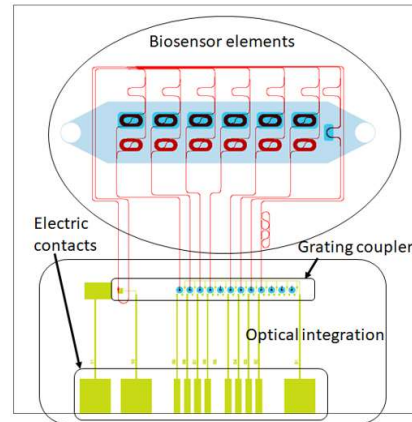 Biosensor elements
Electric
contacts
Grating coupler
Optical integration